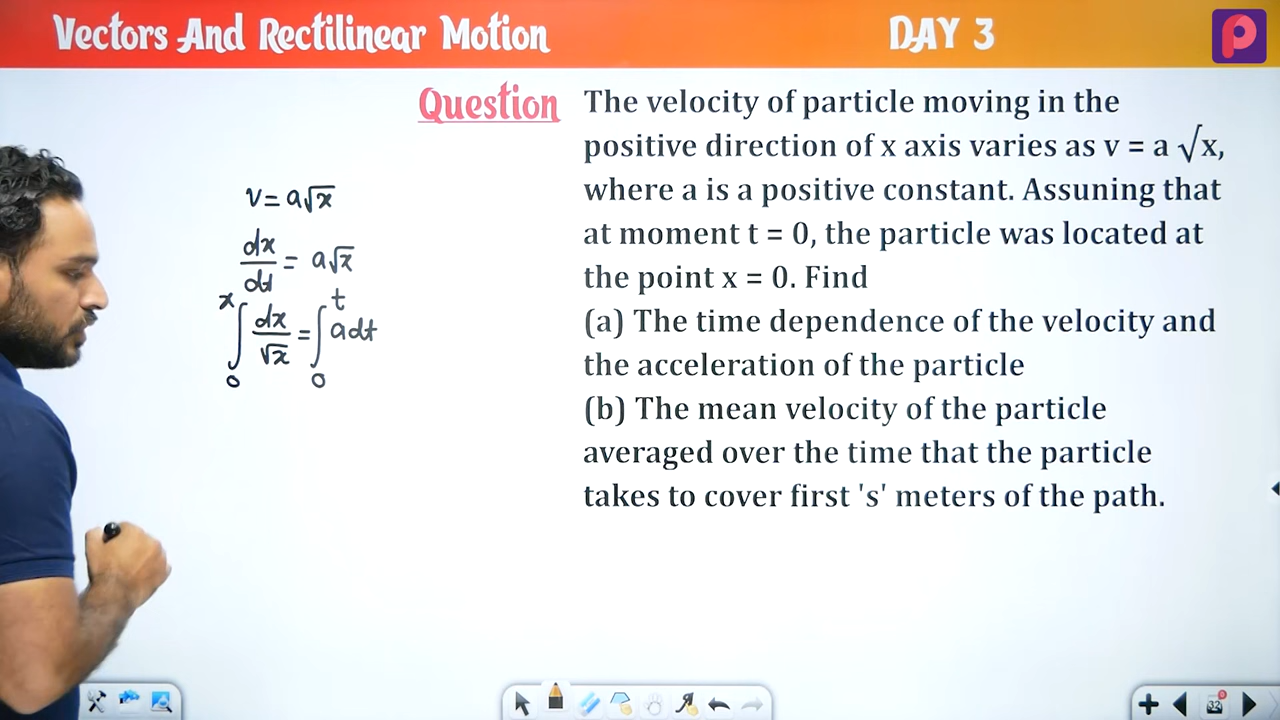 Vectors And Rectilinear Motion
DAY 3
Question
The velocity of particle moving in the
positive direction of x axis varies as v = a √x,
where a is a positive constant. Assuming that
at moment t = 0, the particle was located at
the point x = 0. Find
(a) The time dependence of the velocity and
the acceleration of the particle
(b) The mean velocity of the particle
averaged over the time that the particle
takes to cover first 's' meters of the path.
v = a√x
dx/dt = a√x
∫₀ˣ dx/√x = ∫₀ᵗ a dt
32